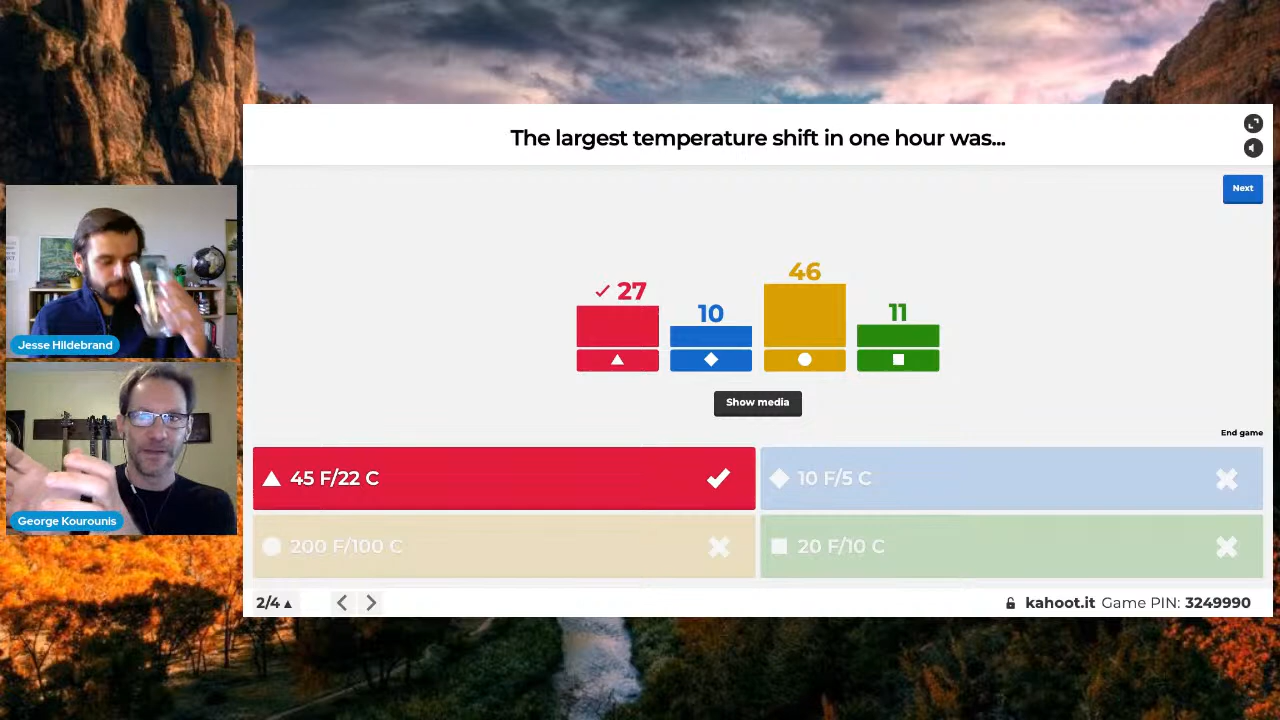 The largest temperature shift in one hour was...
Next
27
10
46
11
Show media
End game
45 F/22 C
10 F/5 C
200 F/100 C
20 F/10 C
2/4
kahoot.it Game PIN: 3249990
Jesse Hildebrand
George Kourounis